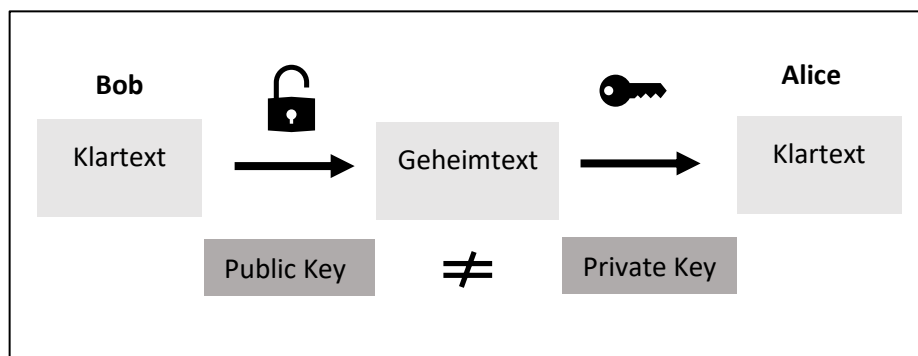 Bob
Alice
Klartext
Geheimtext
Klartext
Public Key
≠
Private Key